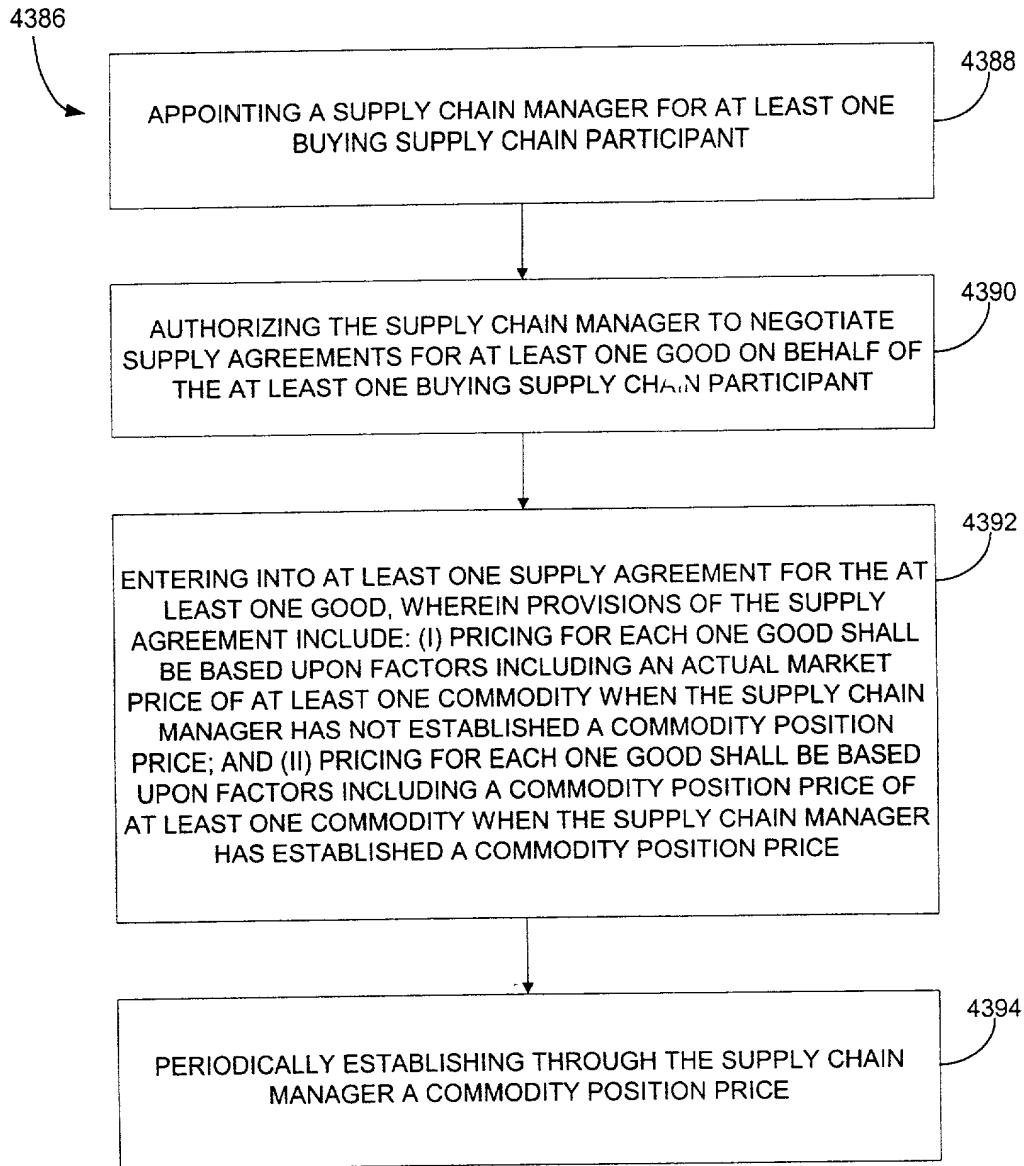 4386
4388
APPOINTING A SUPPLY CHAIN MANAGER FOR AT LEAST ONE
BUYING SUPPLY CHAIN PARTICIPANT
4390
AUTHORIZING THE SUPPLY CHAIN MANAGER TO NEGOTIATE
SUPPLY AGREEMENTS FOR AT LEAST ONE GOOD ON BEHALF OF
THE AT LEAST ONE BUYING SUPPLY CHAIN PARTICIPANT
4392
ENTERING INTO AT LEAST ONE SUPPLY AGREEMENT FOR THE AT
LEAST ONE GOOD, WHEREIN PROVISIONS OF THE SUPPLY
AGREEMENT INCLUDE: (I) PRICING FOR EACH ONE GOOD SHALL
BE BASED UPON FACTORS INCLUDING AN ACTUAL MARKET
PRICE OF AT LEAST ONE COMMODITY WHEN THE SUPPLY CHAIN
MANAGER HAS NOT ESTABLISHED A COMMODITY POSITION
PRICE; AND (II) PRICING FOR EACH ONE GOOD SHALL BE BASED
UPON FACTORS INCLUDING A COMMODITY POSITION PRICE OF
AT LEAST ONE COMMODITY WHEN THE SUPPLY CHAIN MANAGER
HAS ESTABLISHED A COMMODITY POSITION PRICE
4394
PERIODICALLY ESTABLISHING THROUGH THE SUPPLY CHAIN
MANAGER A COMMODITY POSITION PRICE